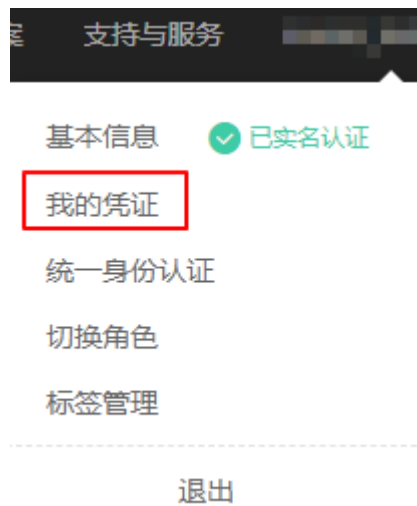 支持与服务
基本信息 已实名认证
我的凭证
统一身份认证
切换角色
标签管理
退出